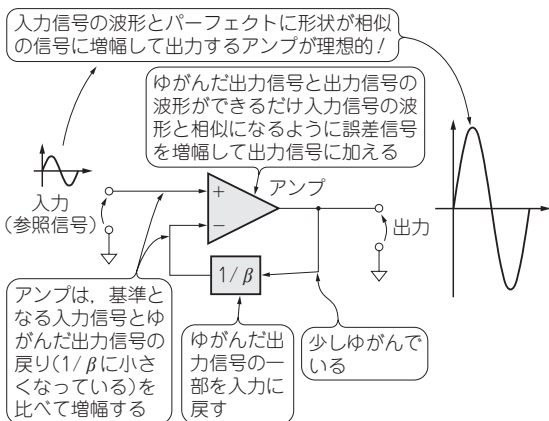 入力信号の波形とパーフェクトに形状が相似
の信号に増幅して出力するアンプが理想的!
ゆがんだ出力信号と出力信号の
波形ができるだけ入力信号の波
形と相似になるように誤差信号
を増幅して出力信号に加える
入力
(参照信号)
+
−
アンプ
出力
1/β
アンプは，基準と
なる入力信号とゆ
がんだ出力信号の
戻り(1/βに小さ
くなっている)を
比べて増幅する
ゆがんだ出
力信号の一
部を入力に
戻す
少しゆがんで
いる